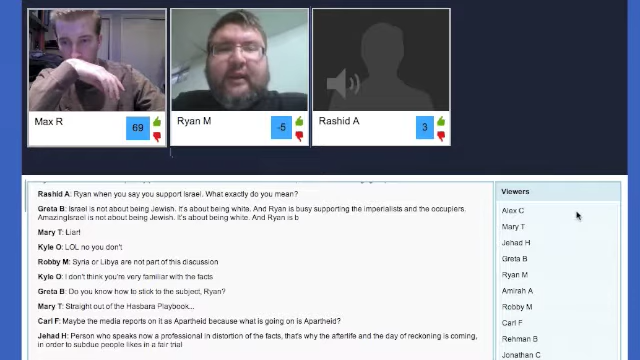 Max R
69
Ryan M
-5
Rashid A
3
Rashid A: Ryan when you say you support Israel. What exactly do you mean?
Greta B: Israel is not about being Jewish. It's about being white. And Ryan is busy supporting the imperialists and the occupiers.
AmazingIsrael is not about being Jewish. It's about being white. And Ryan is b
Mary T: Liar!
Kyle O: LOL no you don't
Robby M: Syria or Libya are not part of this discussion
Kyle O: I don't think you're very familiar with the facts
Greta B: Do you know how to stick to the subject, Ryan?
Mary T: Straight out of the Hasbara Playbook...
Carl F: Maybe the media reports on it as Apartheid because what is going on is Apartheid?
Jehad H: Person who speaks now a professional in distortion of the facts, that's why the afterlife and the day of reckoning is coming,
in order to subdue people likes in a fair trial
Viewers
Alex C
Mary T
Jehad H
Greta B
Ryan M
Amirah A
Robby M
Carl F
Rehman B
Jonathan C